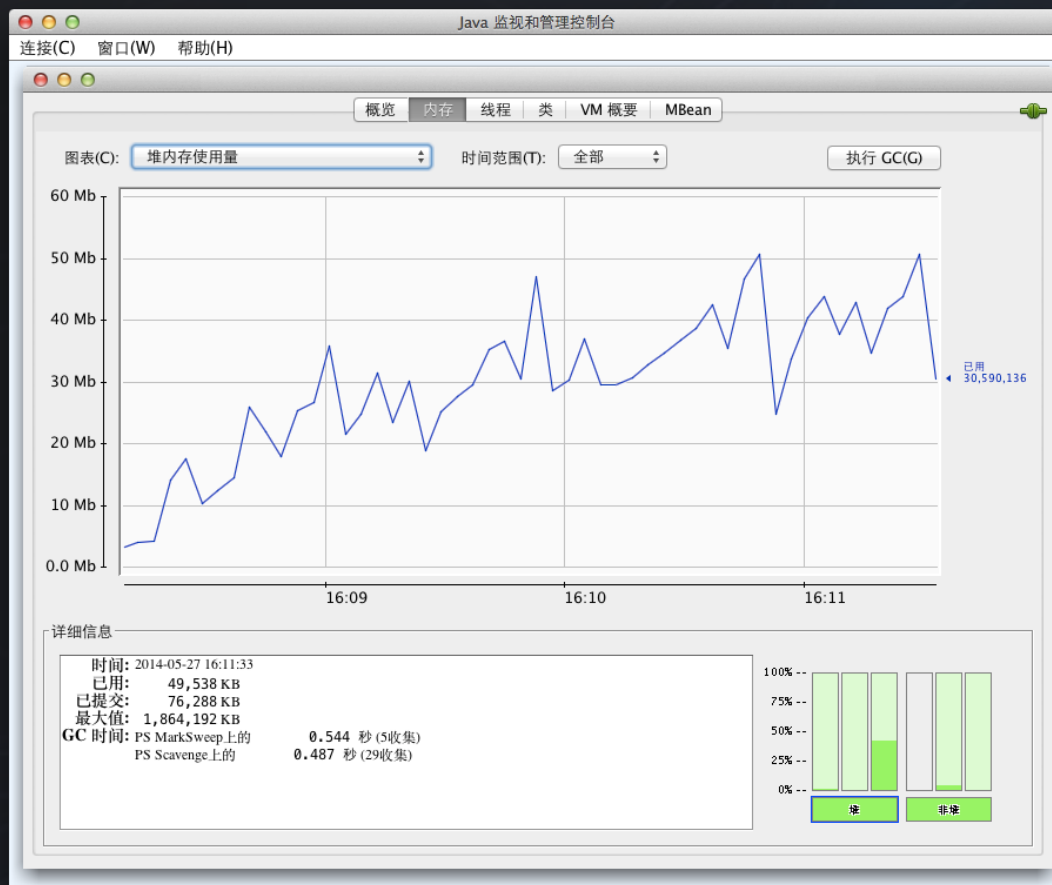 Java 监视和管理控制台
连接(C) 窗口(W) 帮助(H)
概览 内存 线程 类 VM 概要 MBean
图表(C): 堆内存使用量 时间范围(T): 全部 执行 GC(G)
60 Mb
50 Mb
40 Mb
30 Mb
20 Mb
10 Mb
0.0 Mb
已用
30,590,136
16:09 16:10 16:11
详细信息
时间: 2014-05-27 16:11:33
已用: 49,538 KB
已提交: 76,288 KB
最大值: 1,864,192 KB
GC 时间: PS MarkSweep上的 0.544 秒 (5收集)
PS Scavenge上的 0.487 秒 (29收集)
100% --
75% --
50% --
25% --
0% --
堆 非堆